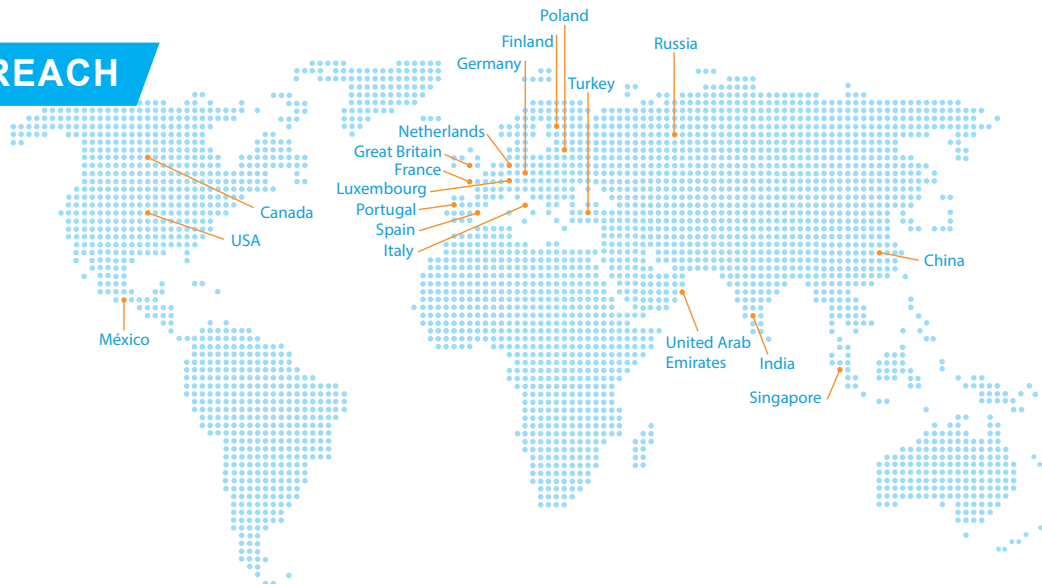 REACH
Poland
Finland
Russia
Germany
Turkey
Netherlands
Great Britain
France
Luxembourg
Portugal
Spain
Italy
Canada
USA
México
China
United Arab
Emirates
India
Singapore